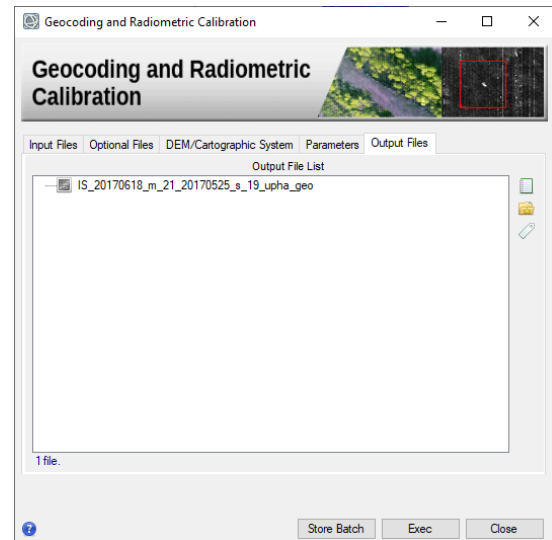 Geocoding and Radiometric Calibration
Geocoding and Radiometric
Calibration
Input Files Optional Files DEM/Cartographic System Parameters Output Files
Output File List
IS_20170618_m_21_20170525_s_19_upha_geo
1 file.
Store Batch Exec Close